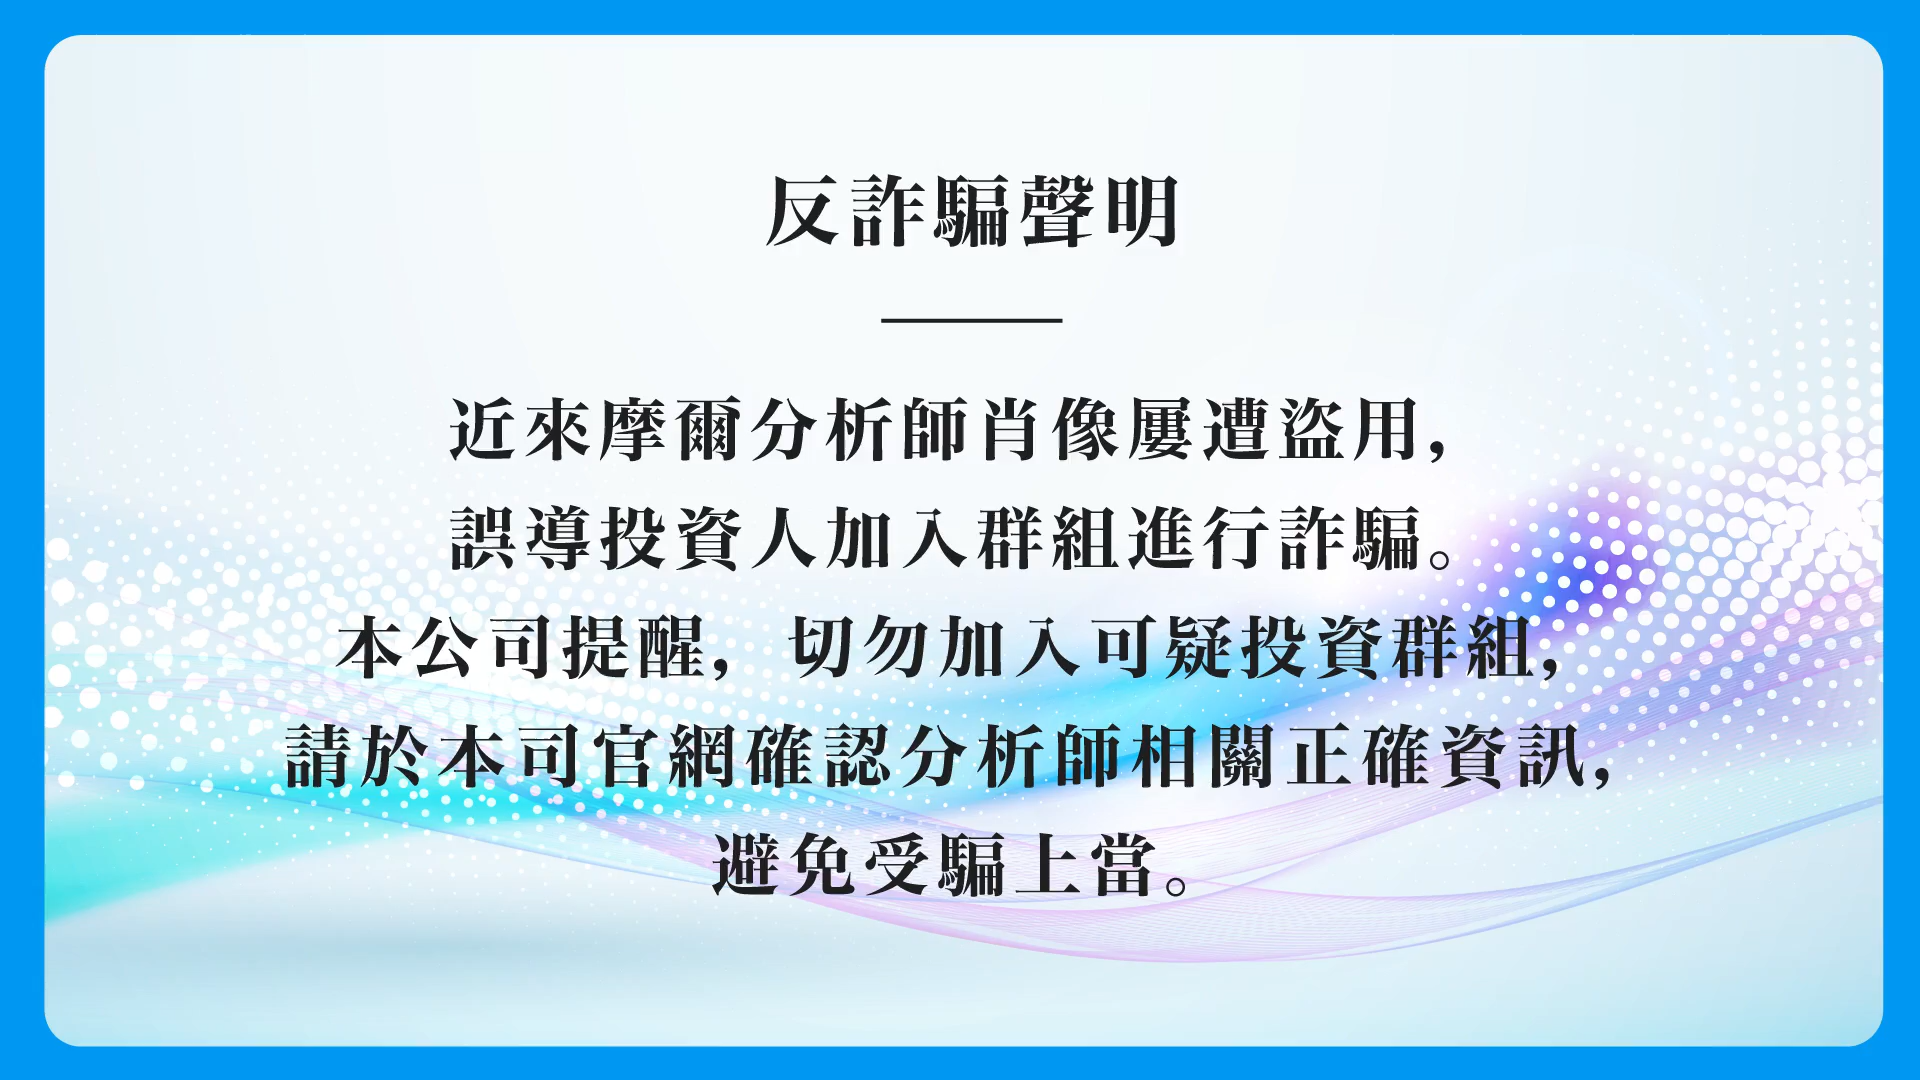 反詐騙聲明
近來摩爾分析師肖像屢遭盜用，
誤導投資人加入群組進行詐騙。
本公司提醒，切勿加入可疑投資群組，
請於本司官網確認分析師相關正確資訊，
避免受騙上當。